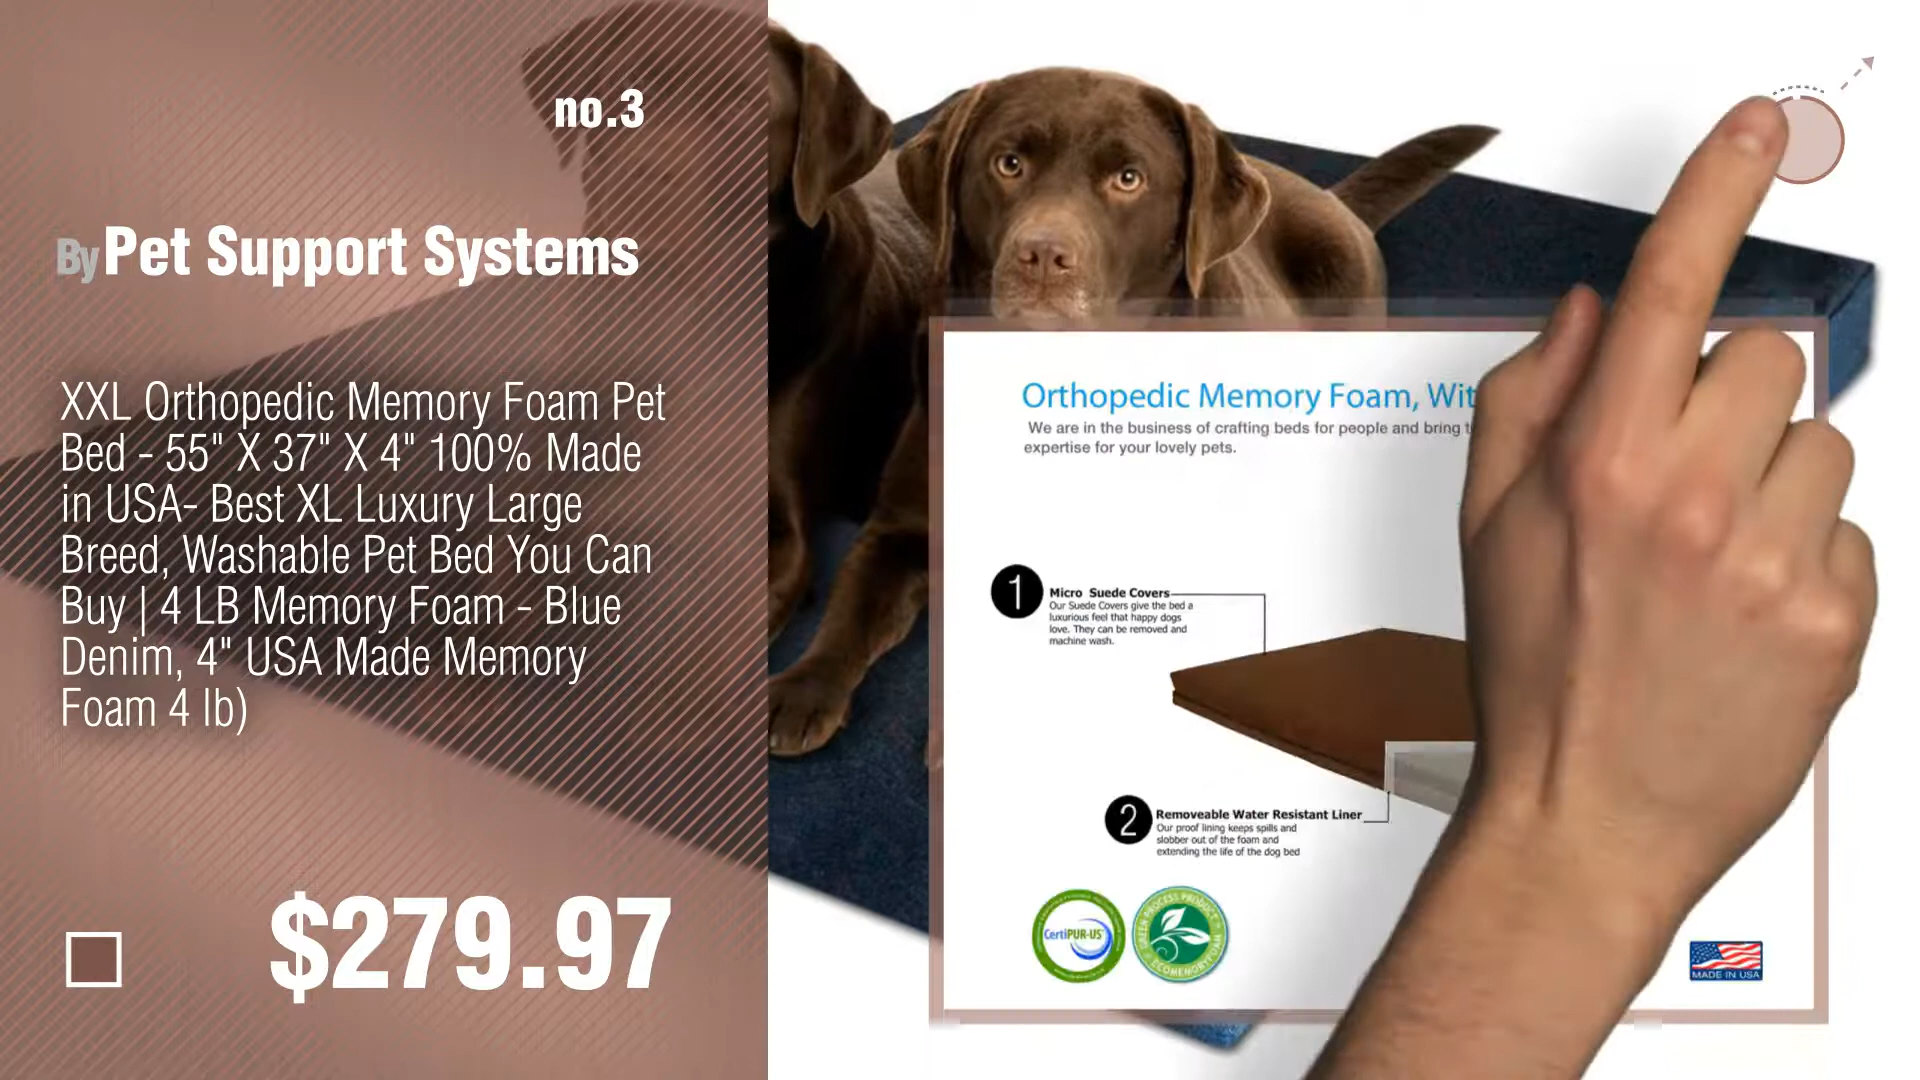 no.3
By Pet Support Systems
XXL Orthopedic Memory Foam Pet
Bed - 55" X 37" X 4" 100% Made
in USA- Best XL Luxury Large
Breed, Washable Pet Bed You Can
Buy | 4 LB Memory Foam - Blue
Denim, 4" USA Made Memory
Foam 4 lb)
$279.97
Orthopedic Memory Foam, Wit
We are in the business of crafting beds for people and bring
expertise for your lovely pets.
1
Micro Suede Covers
Our Suede Covers give the bed a
luxurious feel that happy dogs
love. They can be removed and
machine wash.
2
Removeable Water Resistant Liner
Our proof lining keeps spills and
slobber out of the foam and
extending the life of the dog bed
CertiPUR-US
GREEN PROCESS PRODUCT
ECOMEMORYFOAM
MADE IN USA